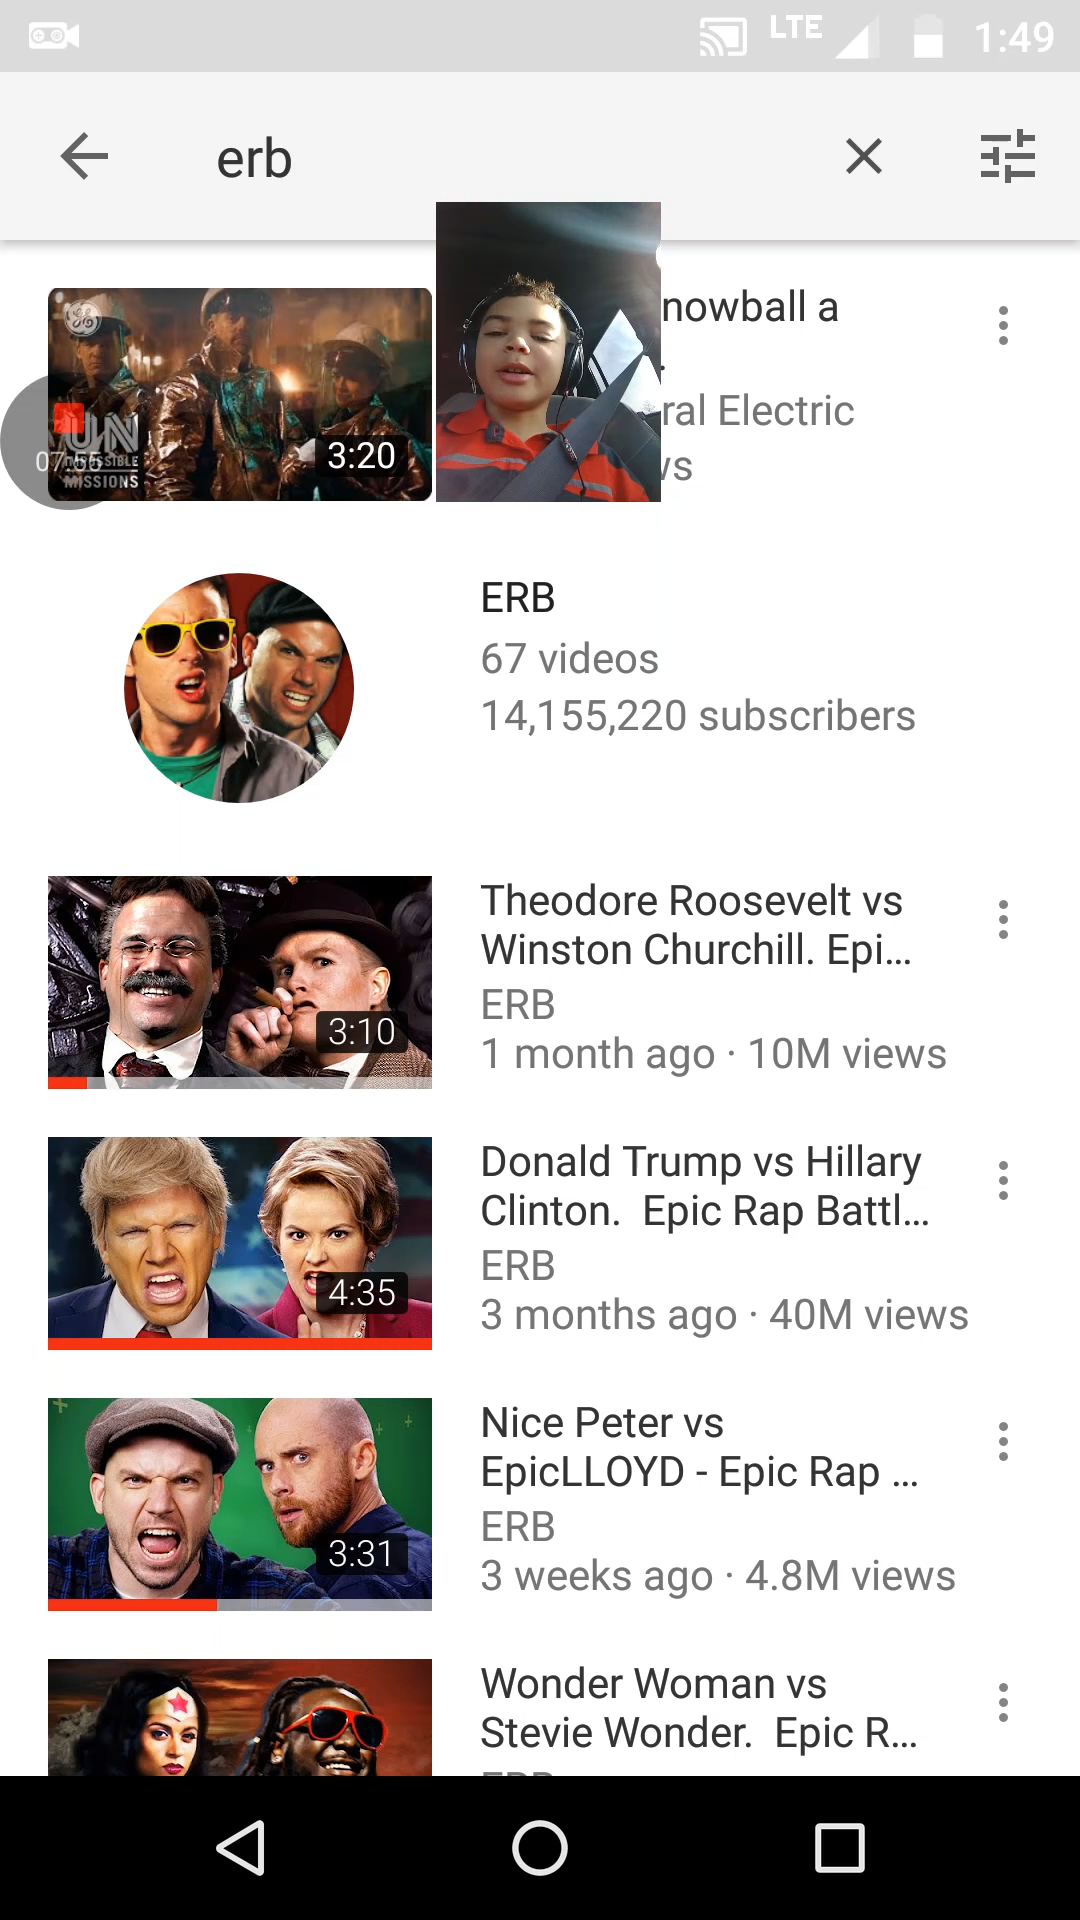 LTE 1:49
erb
nowball a
ral Electric
UN
IMPOSSIBLE
MISSIONS
3:20
ERB
67 videos
14,155,220 subscribers
Theodore Roosevelt vs
Winston Churchill. Epi...
ERB
1 month ago · 10M views
3:10
Donald Trump vs Hillary
Clinton. Epic Rap Battl...
ERB
3 months ago · 40M views
4:35
Nice Peter vs
EpicLLOYD - Epic Rap ...
ERB
3 weeks ago · 4.8M views
3:31
Wonder Woman vs
Stevie Wonder. Epic R...
ERB